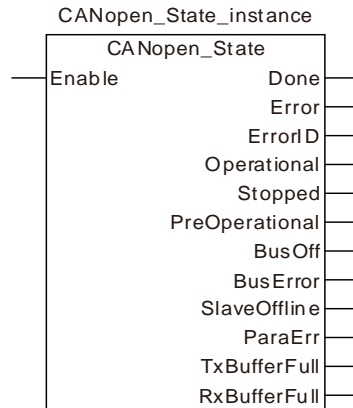 CANopen_State_instance
CANopen_State
Enable Done
Error
ErrorID
Operational
Stopped
PreOperational
BusOff
BusError
SlaveOffline
ParaErr
TxBufferFull
RxBufferFull